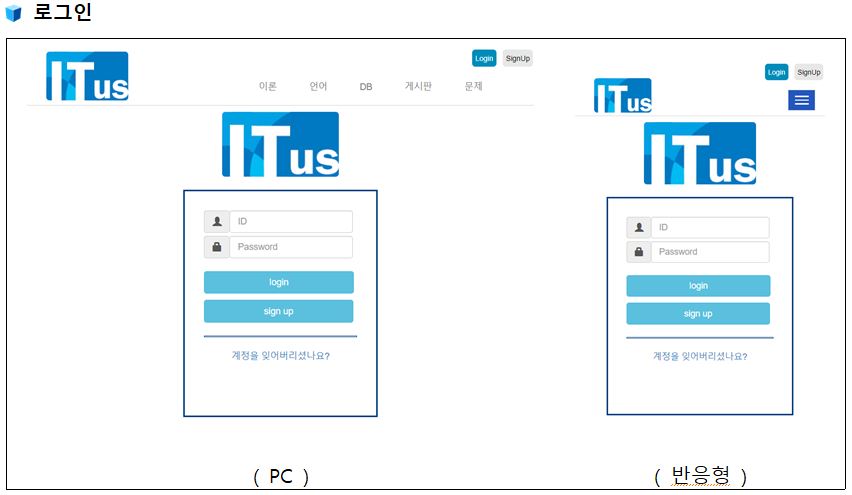 로그인
ITus
Login SignUp
이론 언어 DB 게시판 문제
ITus
ID
Password
login
sign up
계정을 잊어버리셨나요?
( PC )
Login SignUp
ITus
ITus
ID
Password
login
sign up
계정을 잊어버리셨나요?
( 반응형 )